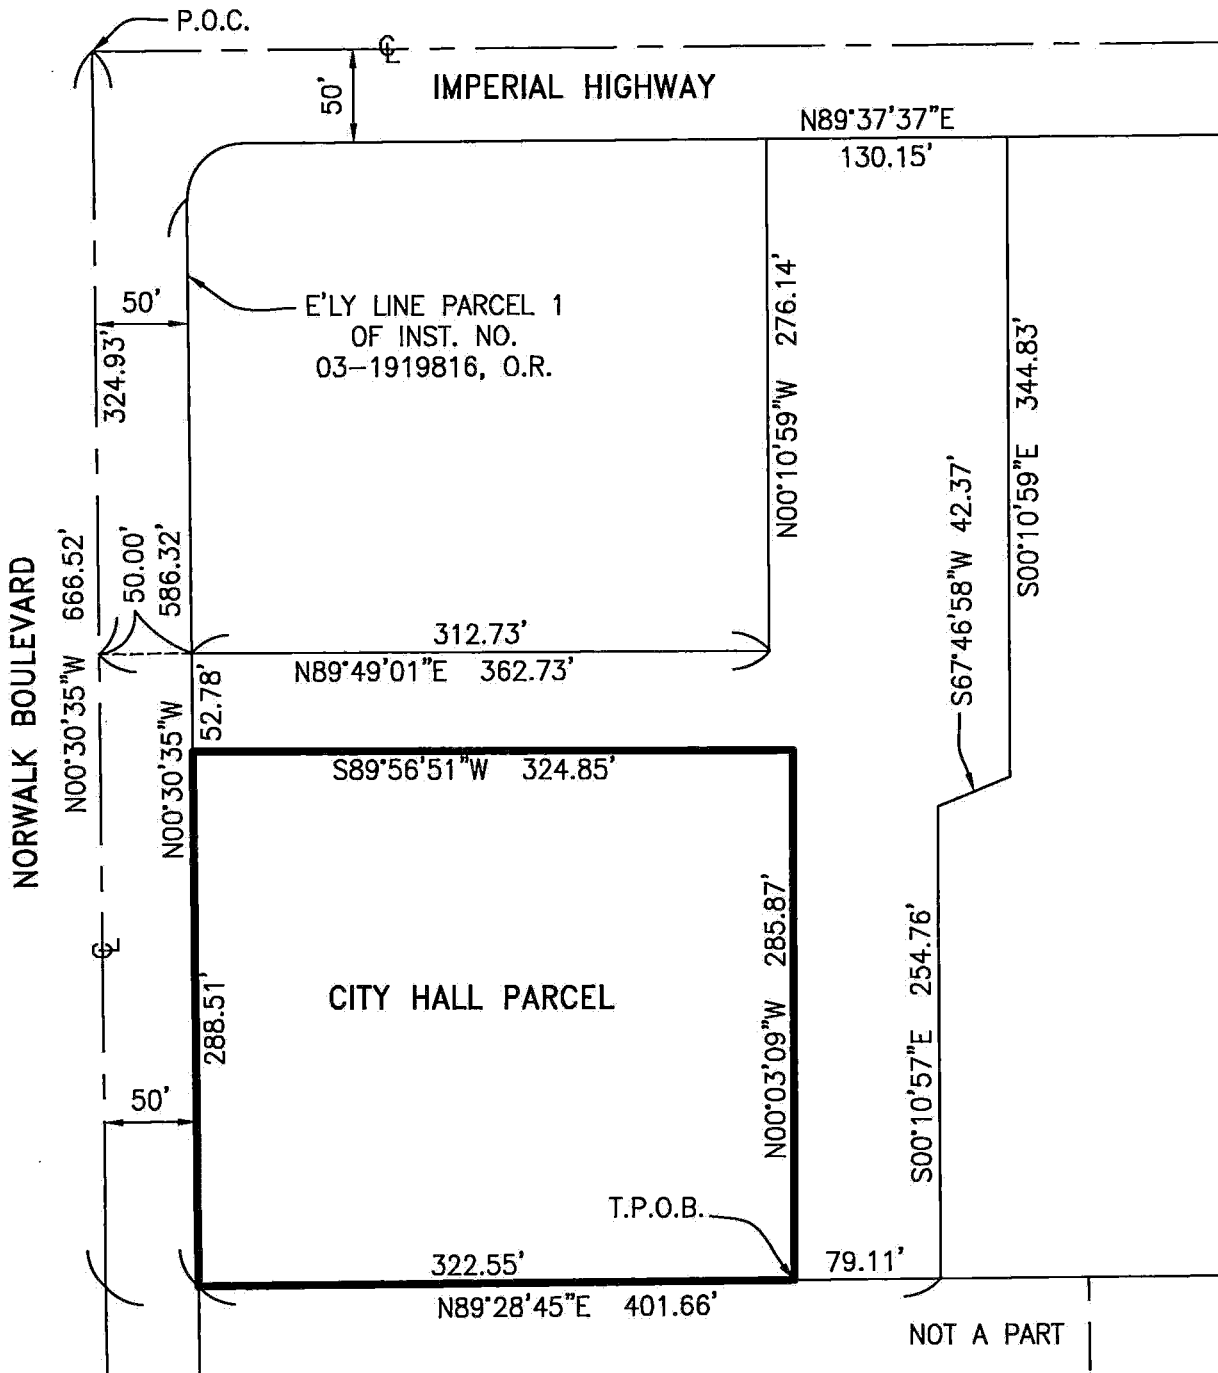 P.O.C.
℄
IMPERIAL HIGHWAY
50'
N89°37'37"E
130.15'
50'
324.93'
E'LY LINE PARCEL 1
OF INST. NO.
03-1919816, O.R.
N00°10'59"W 276.14'
S00°10'59"E 344.83'
S67°46'58"W 42.37'
NORWALK BOULEVARD
N00°30'35"W 666.52'
50.00'
586.32'
312.73'
N89°49'01"E 362.73'
N00°30'35"W
52.78'
S89°56'51"W 324.85'
℄
288.51'
CITY HALL PARCEL
N00°03'09"W 285.87'
S00°10'57"E 254.76'
50'
T.P.O.B.
322.55'
79.11'
N89°28'45"E 401.66'
NOT A PART